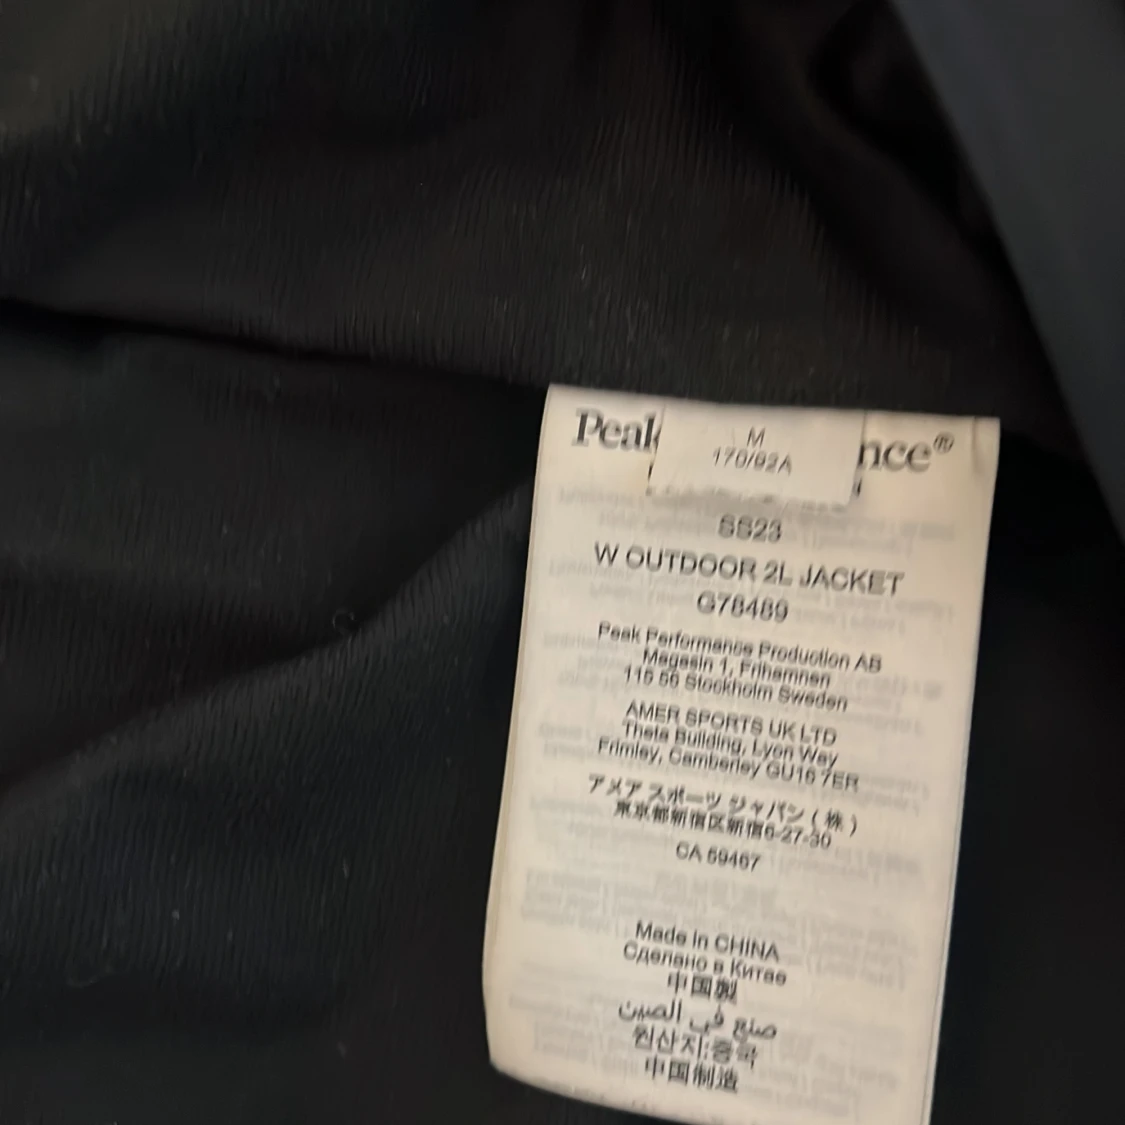 Peak nce®
M
170/92A
SS23
W OUTDOOR 2L JACKET
G78489
Peak Performance Production AB
Magasin 1, Frihamnen
115 56 Stockholm Sweden
AMER SPORTS UK LTD
Theta Building, Lyon Way
Frimley, Camberley GU16 7ER
アメア スポーツ ジャパン ( 株 )
東京都新宿区新宿6-27-30
CA 59467
Made in CHINA
Сделано в Китае
中国製
صنع في الصين
원산지:중국
中国制造